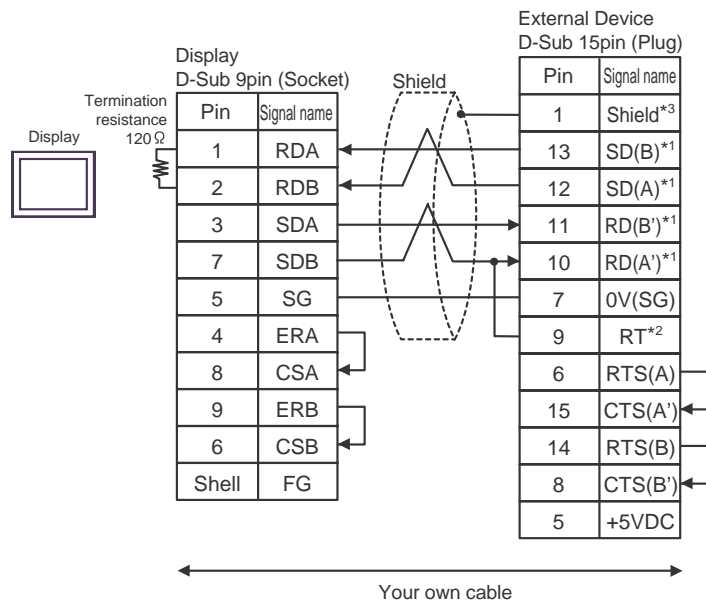 External Device
D-Sub 15pin (Plug)
Display
D-Sub 9pin (Socket)
Shield
Termination
resistance
120Ω
Display
Pin Signal name
1 RDA
2 RDB
3 SDA
7 SDB
5 SG
4 ERA
8 CSA
9 ERB
6 CSB
Shell FG
Pin Signal name
1 Shield*3
13 SD(B)*1
12 SD(A)*1
11 RD(B’)*1
10 RD(A’)*1
7 0V(SG)
9 RT*2
6 RTS(A)
15 CTS(A’)
14 RTS(B)
8 CTS(B’)
5 +5VDC
Your own cable